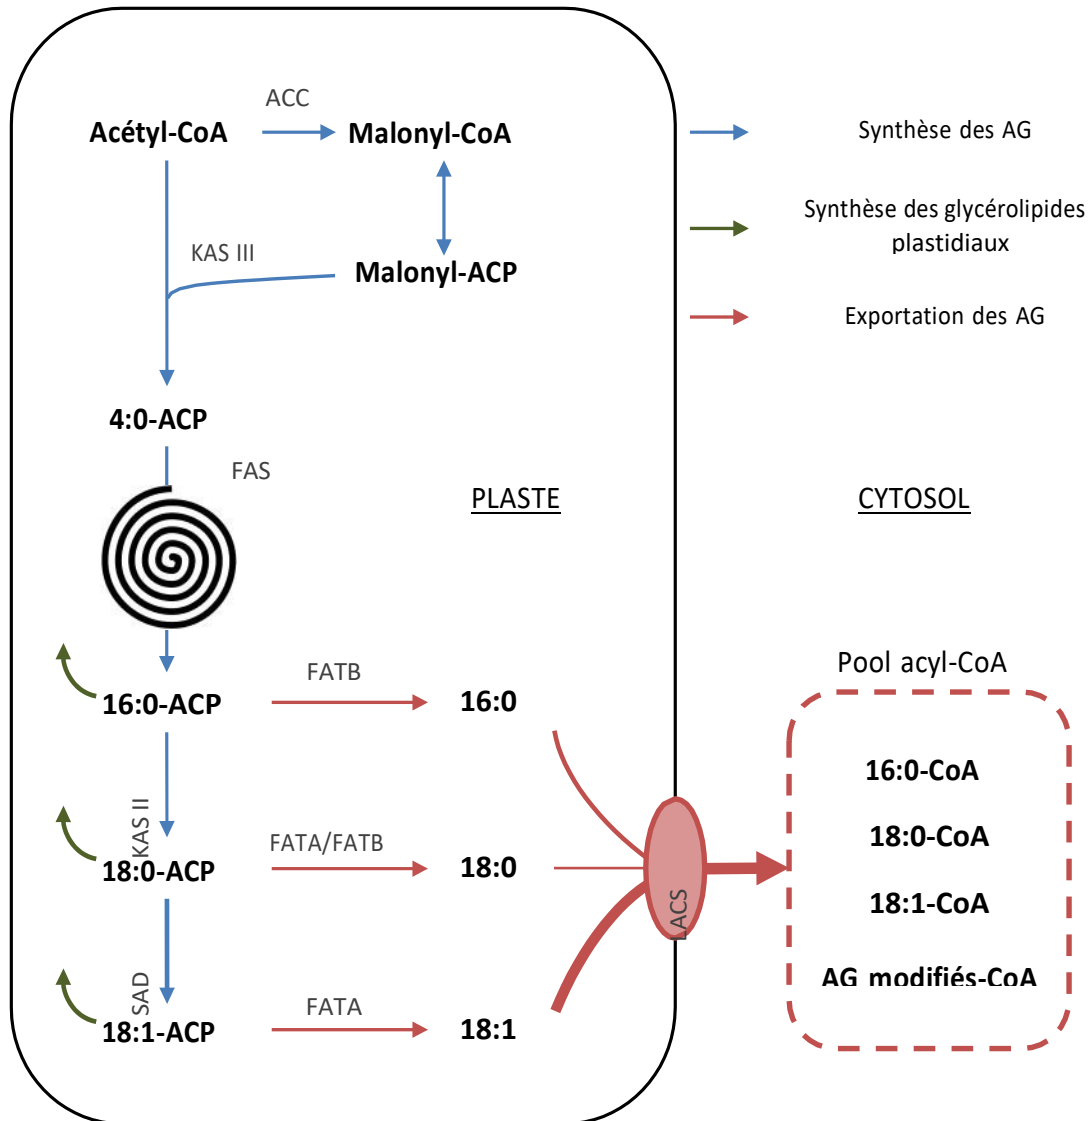 ACC
Acétyl-CoA
Malonyl-CoA
Synthèse des AG
Synthèse des glycérolipides
plastidiaux
KAS III
Malonyl-ACP
Exportation des AG
4:0-ACP
FAS
PLASTE
CYTOSOL
Pool acyl-CoA
FATB
16:0-ACP
16:0
16:0-CoA
KAS II
FATA/FATB
18:0-ACP
18:0
18:0-CoA
LACS
18:1-CoA
AG modifiés-CoA
SAD
FATA
18:1-ACP
18:1